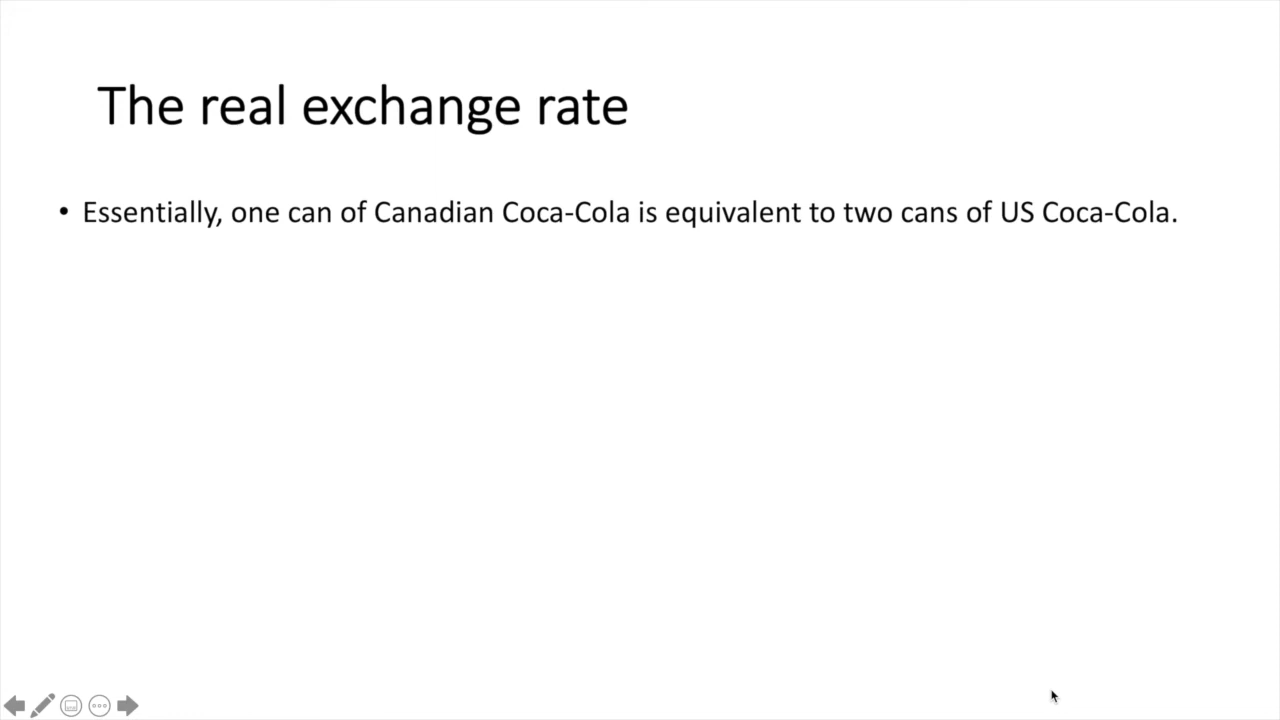 The real exchange rate
• Essentially, one can of Canadian Coca-Cola is equivalent to two cans of US Coca-Cola.